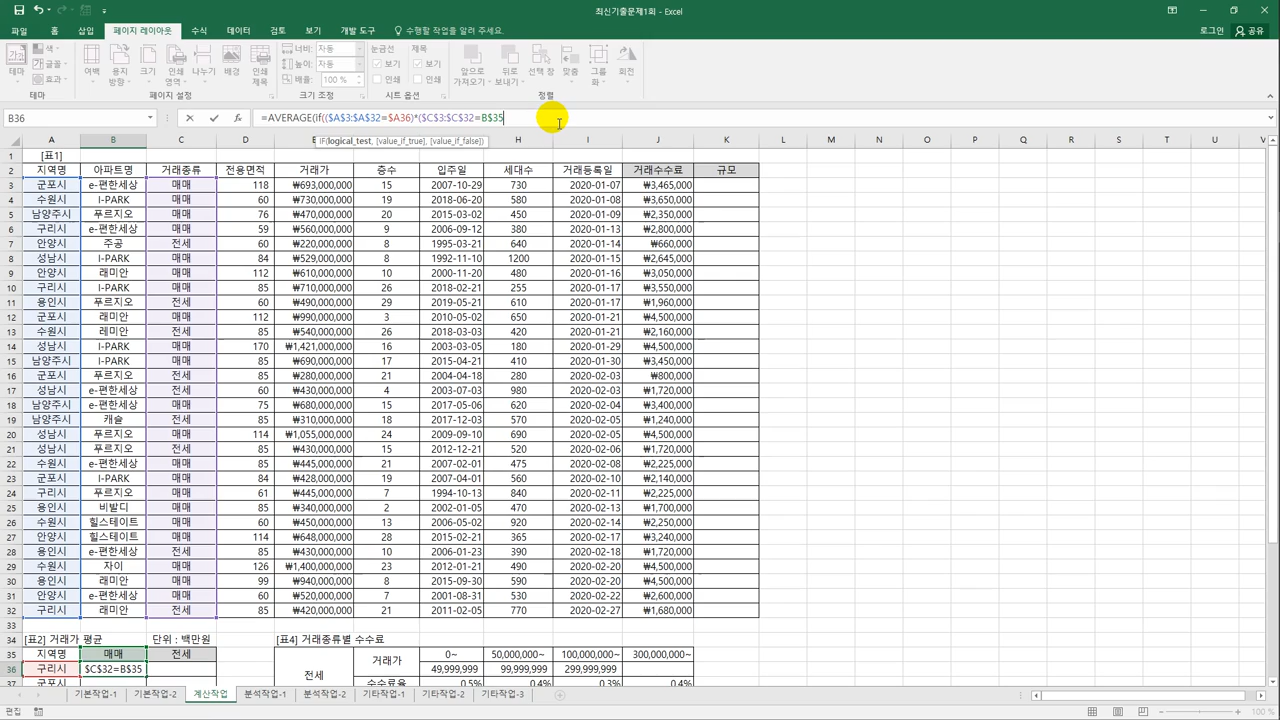 최신기출문제1회 - Excel
파일 홈 삽입 페이지 레이아웃 수식 데이터 검토 보기 개발 도구 수행할 작업을 알려 주세요. 로그인 공유
테마 색 글꼴 효과 여백 용지 방향 크기 인쇄 영역 나누기 배경 인쇄 제목 너비: 자동 높이: 자동 배율: 100 % 눈금선 보기 인쇄 제목 보기 인쇄 앞으로 가져오기 뒤로 보내기 선택 창 맞춤 그룹화 회전
테마 페이지 설정 크기 조정 시트 옵션 정렬
B36 fx =AVERAGE(if(($A$3:$A$32=$A36)*($C$3:$C$32=B$35
IF(logical_test, [value_if_true], [value_if_false])
A B C D E H I J K L M N O P Q R S T U V
1 [표1]
2 지역명 아파트명 거래종류 전용면적 거래가 층수 입주일 세대수 거래등록일 거래수수료 규모
3 군포시 e-편한세상 매매 118 ₩693,000,000 15 2007-10-29 730 2020-01-07 ₩3,465,000
4 수원시 I-PARK 매매 60 ₩730,000,000 19 2018-06-20 580 2020-01-08 ₩3,650,000
5 남양주시 푸르지오 매매 76 ₩470,000,000 20 2015-03-02 450 2020-01-09 ₩2,350,000
6 구리시 e-편한세상 매매 59 ₩560,000,000 9 2006-09-12 380 2020-01-13 ₩2,800,000
7 안양시 주공 전세 60 ₩220,000,000 8 1995-03-21 640 2020-01-14 ₩660,000
8 성남시 I-PARK 매매 84 ₩529,000,000 8 1992-11-10 1200 2020-01-15 ₩2,645,000
9 안양시 래미안 매매 112 ₩610,000,000 10 2000-11-20 480 2020-01-16 ₩3,050,000
10 구리시 I-PARK 매매 85 ₩710,000,000 26 2018-02-21 255 2020-01-17 ₩3,550,000
11 용인시 푸르지오 전세 60 ₩490,000,000 29 2019-05-21 610 2020-01-17 ₩1,960,000
12 군포시 래미안 매매 112 ₩990,000,000 3 2010-05-02 650 2020-01-21 ₩4,500,000
13 수원시 레미안 전세 85 ₩540,000,000 26 2018-03-03 420 2020-01-21 ₩2,160,000
14 성남시 I-PARK 매매 170 ₩1,421,000,000 16 2003-03-05 180 2020-01-29 ₩4,500,000
15 남양주시 I-PARK 매매 85 ₩690,000,000 17 2015-04-21 410 2020-01-30 ₩3,450,000
16 군포시 푸르지오 전세 85 ₩280,000,000 21 2004-04-18 280 2020-02-03 ₩800,000
17 성남시 e-편한세상 전세 60 ₩430,000,000 4 2003-07-03 980 2020-02-03 ₩1,720,000
18 남양주시 e-편한세상 매매 75 ₩680,000,000 15 2017-05-06 620 2020-02-04 ₩3,400,000
19 남양주시 캐슬 전세 85 ₩310,000,000 18 2017-12-03 570 2020-02-05 ₩1,240,000
20 성남시 푸르지오 매매 114 ₩1,055,000,000 24 2009-09-10 690 2020-02-05 ₩4,500,000
21 성남시 푸르지오 전세 85 ₩430,000,000 15 2012-12-21 520 2020-02-06 ₩1,720,000
22 수원시 e-편한세상 매매 85 ₩445,000,000 21 2007-02-01 475 2020-02-08 ₩2,225,000
23 군포시 I-PARK 매매 84 ₩428,000,000 19 2007-04-01 560 2020-02-10 ₩2,140,000
24 구리시 푸르지오 매매 61 ₩445,000,000 7 1994-10-13 840 2020-02-11 ₩2,225,000
25 용인시 비발디 매매 85 ₩340,000,000 2 2002-01-05 470 2020-02-13 ₩1,700,000
26 수원시 힐스테이트 매매 60 ₩450,000,000 13 2006-05-02 920 2020-02-14 ₩2,250,000
27 안양시 힐스테이트 매매 114 ₩648,000,000 28 2015-02-21 365 2020-02-17 ₩3,240,000
28 용인시 e-편한세상 전세 85 ₩430,000,000 10 2006-01-23 390 2020-02-18 ₩1,720,000
29 수원시 자이 매매 126 ₩1,400,000,000 23 2012-01-21 490 2020-02-20 ₩4,500,000
30 용인시 래미안 매매 99 ₩940,000,000 8 2015-09-30 590 2020-02-20 ₩4,500,000
31 안양시 e-편한세상 매매 60 ₩520,000,000 7 2001-08-31 530 2020-02-22 ₩2,600,000
32 구리시 래미안 전세 85 ₩420,000,000 21 2011-02-05 770 2020-02-27 ₩1,680,000
33
34 [표2] 거래가 평균 단위 : 백만원 [표4] 거래종류별 수수료
35 지역명 매매 전세 거래가 0~ 50,000,000~ 100,000,000~ 300,000,000~
36 구리시 $C$32=B$35 전세 49,999,999 99,999,999 299,999,999
37 군포시 수수료율 0.5% 0.4% 0.3% 0.4%
기본작업-1 기본작업-2 계산작업 분석작업-1 분석작업-2 기타작업-1 기타작업-2 기타작업-3
편집 100 %